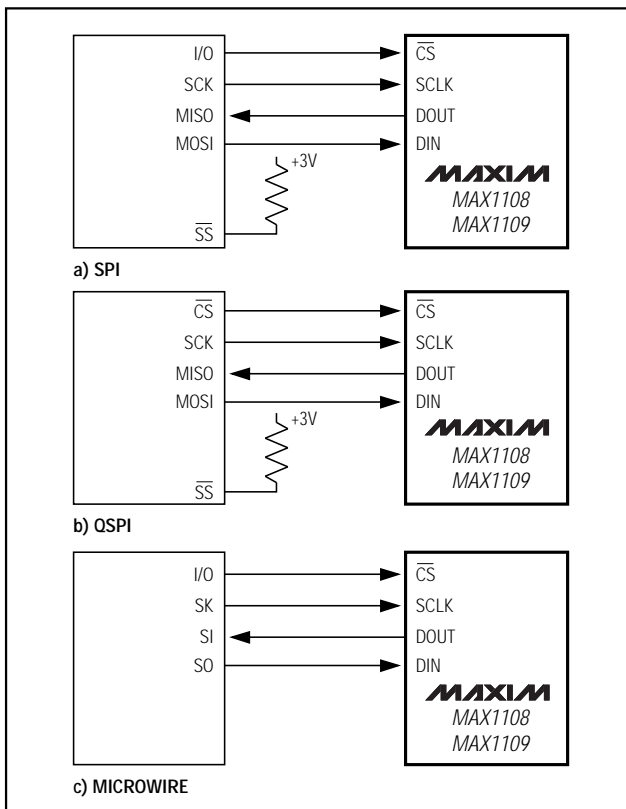 I/O CS
SCK SCLK
MISO DOUT
MOSI DIN
+3V
MAXIM
MAX1108
MAX1109
SS
a) SPI
CS CS
SCK SCLK
MISO DOUT
MOSI DIN
+3V
MAXIM
MAX1108
MAX1109
SS
b) QSPI
I/O CS
SK SCLK
SI DOUT
SO DIN
MAXIM
MAX1108
MAX1109
c) MICROWIRE